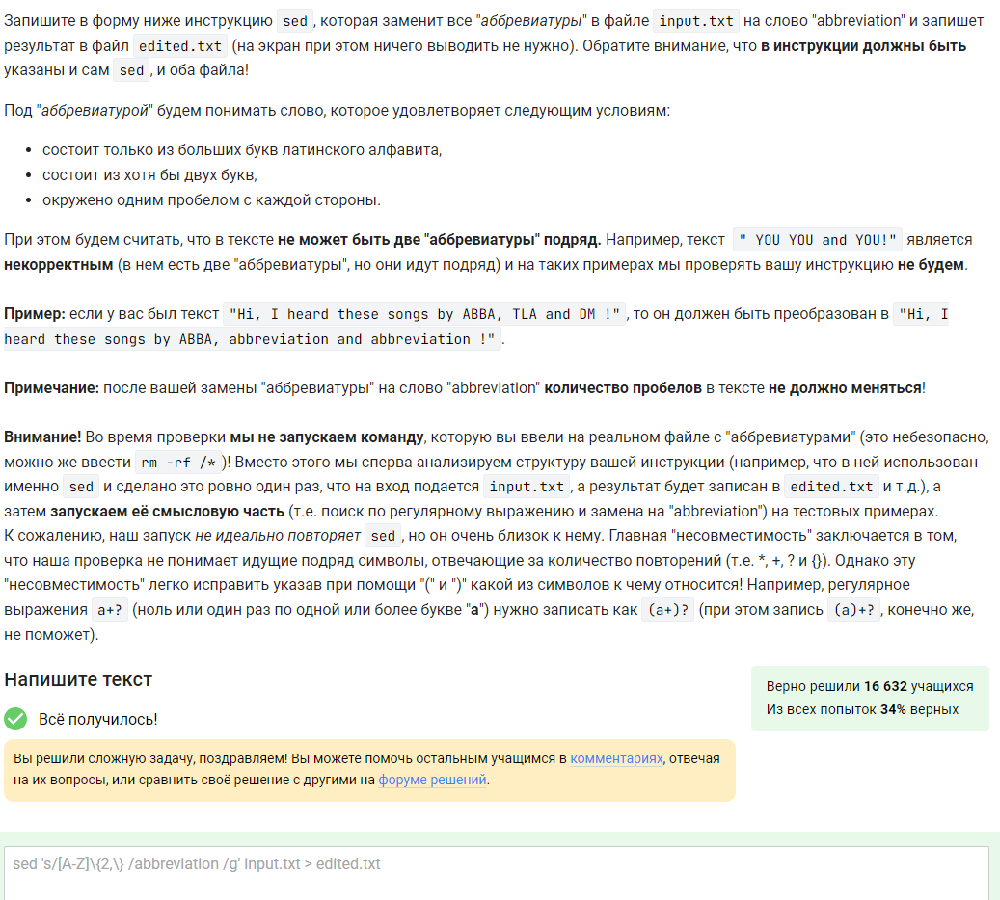 Запишите в форму ниже инструкцию sed, которая заменит все "аббревиатуры" в файле input.txt на слово "abbreviation" и запишет
результат в файл edited.txt (на экран при этом ничего выводить не нужно). Обратите внимание, что в инструкции должны быть
указаны и сам sed, и оба файла!
Под "аббревиатурой" будем понимать слово, которое удовлетворяет следующим условиям:
• состоит только из больших букв латинского алфавита,
• состоит из хотя бы двух букв,
• окружено одним пробелом с каждой стороны.
При этом будем считать, что в тексте не может быть две "аббревиатуры" подряд. Например, текст " YOU YOU and YOU!" является
некорректным (в нем есть две "аббревиатуры", но они идут подряд) и на таких примерах мы проверять вашу инструкцию не будем.
Пример: если у вас был текст "Hi, I heard these songs by ABBA, TLA and DM !", то он должен быть преобразован в "Hi, I
heard these songs by ABBA, abbreviation and abbreviation !".
Примечание: после вашей замены "аббревиатуры" на слово "abbreviation" количество пробелов в тексте не должно меняться!
Внимание! Во время проверки мы не запускаем команду, которую вы ввели на реальном файле с "аббревиатурами" (это небезопасно,
можно же ввести rm -rf /*)! Вместо этого мы сперва анализируем структуру вашей инструкции (например, что в ней использован
именно sed и сделано это ровно один раз, что на вход подается input.txt, а результат будет записан в edited.txt и т.д.), а
затем запускаем её смысловую часть (т.е. поиск по регулярному выражению и замена на "abbreviation") на тестовых примерах.
К сожалению, наш запуск не идеально повторяет sed, но он очень близок к нему. Главная "несовместимость" заключается в том,
что наша проверка не понимает идущие подряд символы, отвечающие за количество повторений (т.е. *, +, ? и {}). Однако эту
"несовместимость" легко исправить указав при помощи "(" и ")" какой из символов к чему относится! Например, регулярное
выражения a+? (ноль или один раз по одной или более букве "a") нужно записать как (a+)? (при этом запись (a)+?, конечно же,
не поможет).
Напишите текст
Верно решили 16 632 учащихся
Из всех попыток 34% верных
Всё получилось!
Вы решили сложную задачу, поздравляем! Вы можете помочь остальным учащимся в комментариях, отвечая
на их вопросы, или сравнить своё решение с другими на форуме решений.
sed 's/[A-Z]\{2,\} /abbreviation /g' input.txt > edited.txt